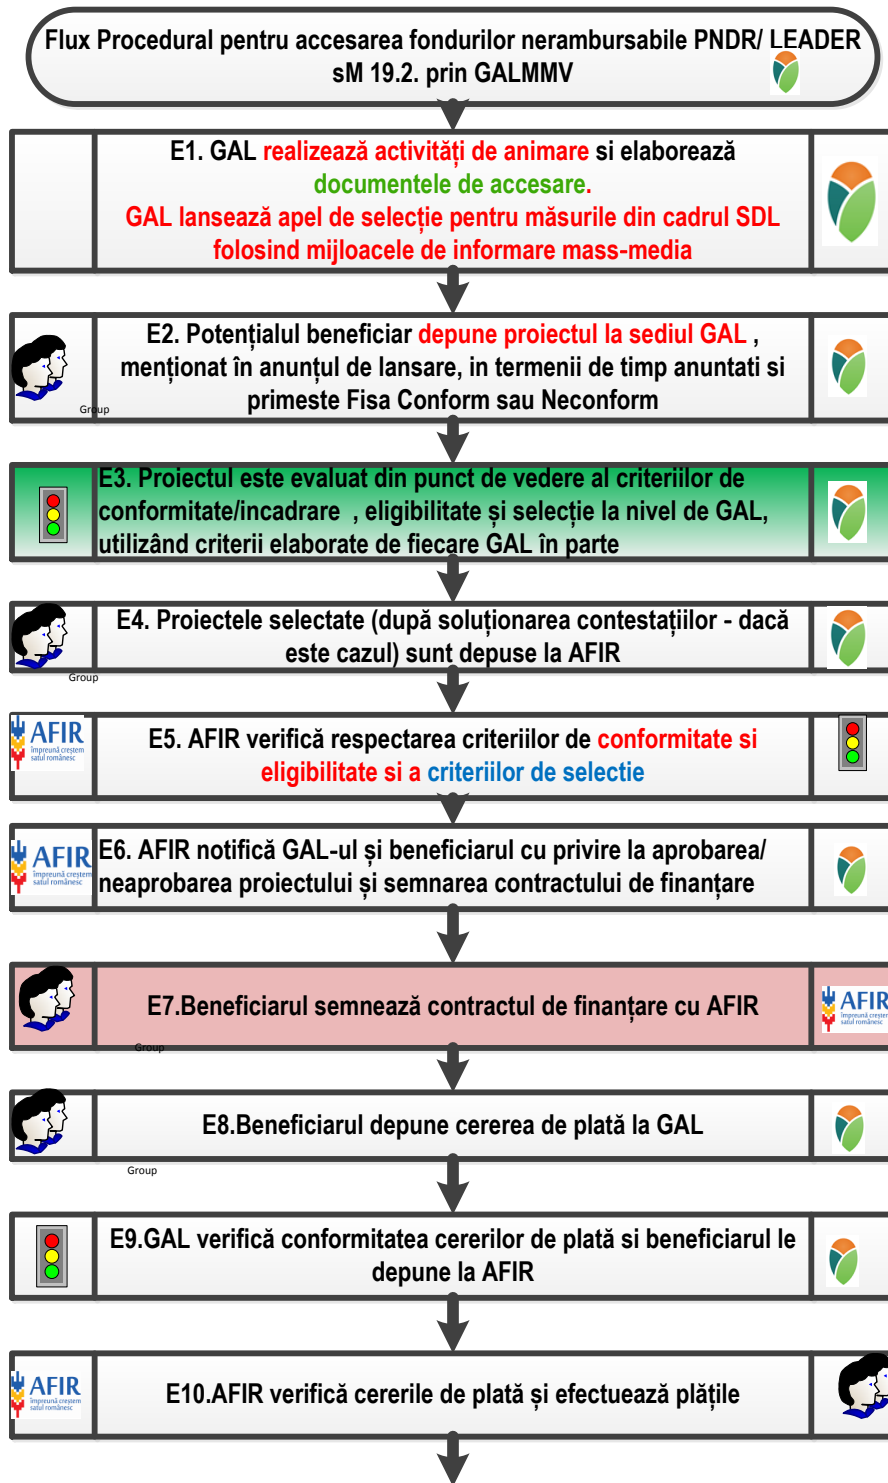 Flux Procedural pentru accesarea fondurilor nerambursabile PNDR/ LEADER
sM 19.2. prin GALMMV
E1. GAL realizează activități de animare si elaborează
documentele de accesare.
GAL lansează apel de selecție pentru măsurile din cadrul SDL
folosind mijloacele de informare mass-media
E2. Potențialul beneficiar depune proiectul la sediul GAL ,
menționat în anunțul de lansare, in termenii de timp anuntati si
primeste Fisa Conform sau Neconform
Group
E3. Proiectul este evaluat din punct de vedere al criteriilor de
conformitate/incadrare , eligibilitate și selecție la nivel de GAL,
utilizând criterii elaborate de fiecare GAL în parte
E4. Proiectele selectate (după soluționarea contestațiilor - dacă
este cazul) sunt depuse la AFIR
Group
AFIR
împreună creștem
satul românesc
E5. AFIR verifică respectarea criteriilor de conformitate si
eligibilitate si a criteriilor de selectie
AFIR
împreună creștem
satul românesc
E6. AFIR notifică GAL-ul și beneficiarul cu privire la aprobarea/
neaprobarea proiectului și semnarea contractului de finanțare
E7.Beneficiarul semnează contractul de finanțare cu AFIR
AFIR
împreună creștem
satul românesc
Group
E8.Beneficiarul depune cererea de plată la GAL
Group
E9.GAL verifică conformitatea cererilor de plată si beneficiarul le
depune la AFIR
AFIR
împreună creștem
satul românesc
E10.AFIR verifică cererile de plată și efectuează plățile